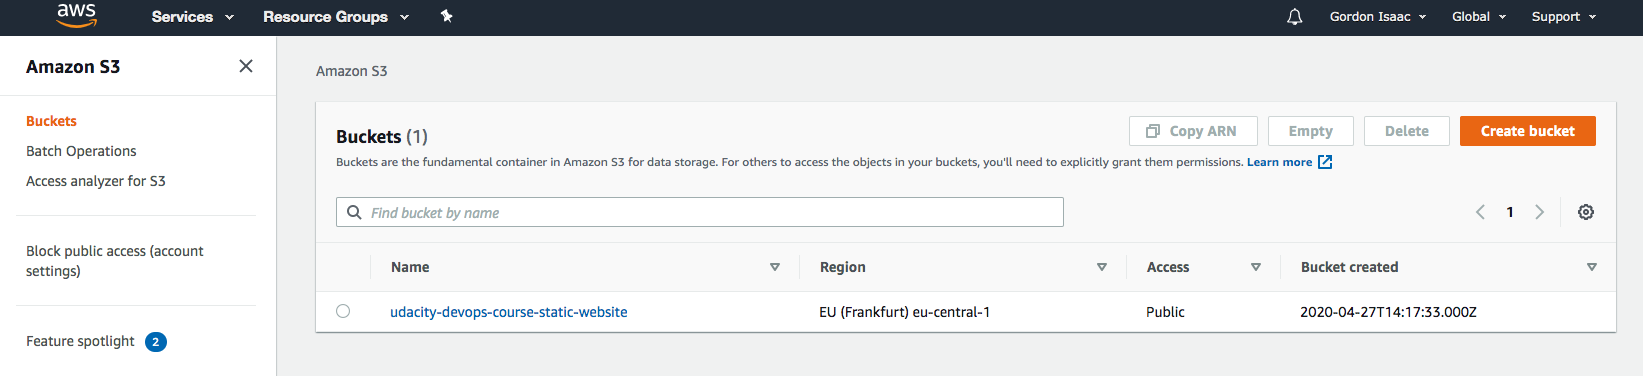 aws Services Resource Groups Gordon Isaac Global Support
Amazon S3
Buckets
Batch Operations
Access analyzer for S3
Block public access (account
settings)
Feature spotlight 2
Amazon S3
Buckets (1) Copy ARN Empty Delete Create bucket
Buckets are the fundamental container in Amazon S3 for data storage. For others to access the objects in your buckets, you'll need to explicitly grant them permissions. Learn more
Find bucket by name 1
Name Region Access Bucket created
udacity-devops-course-static-website EU (Frankfurt) eu-central-1 Public 2020-04-27T14:17:33.000Z